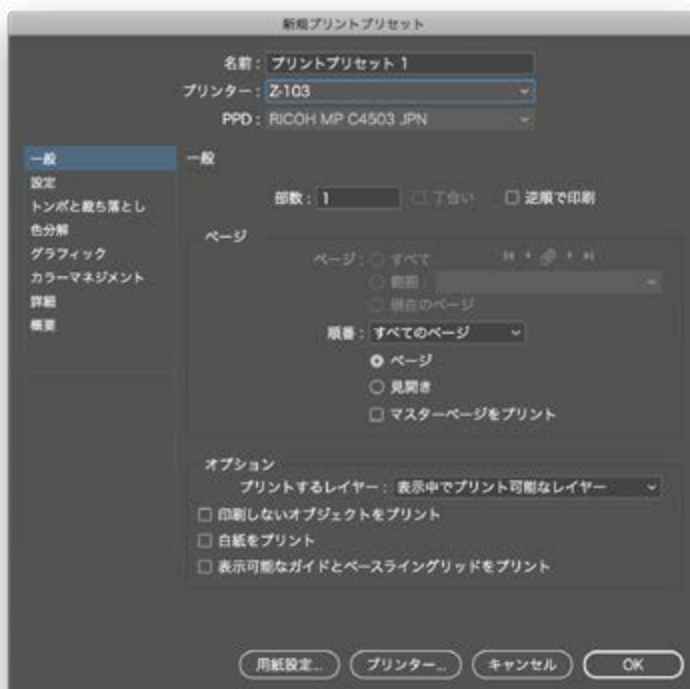 新規プリントプリセット
名前：プリントプリセット 1
プリンター：Z-103
PPD：RICOH MP C4503 JPN
一般
設定
トンボと裁ち落とし
色分解
グラフィック
カラーマネジメント
詳細
概要
一般
部数：1 丁合い 逆順で印刷
ページ
ページ： すべて
範囲：
現在のページ
順番：すべてのページ
ページ
見開き
マスターページをプリント
オプション
プリントするレイヤー：表示中でプリント可能なレイヤー
印刷しないオブジェクトをプリント
白紙をプリント
表示可能なガイドとベースライングリッドをプリント
用紙設定... プリンター... キャンセル OK